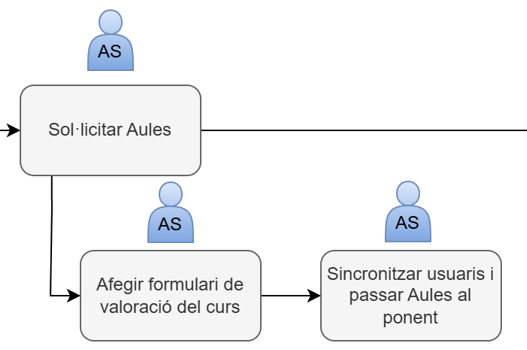 AS
Sol·licitar Aules
AS
AS
Afegir formulari de
valoració del curs
Sincronitzar usuaris i
passar Aules al
ponent